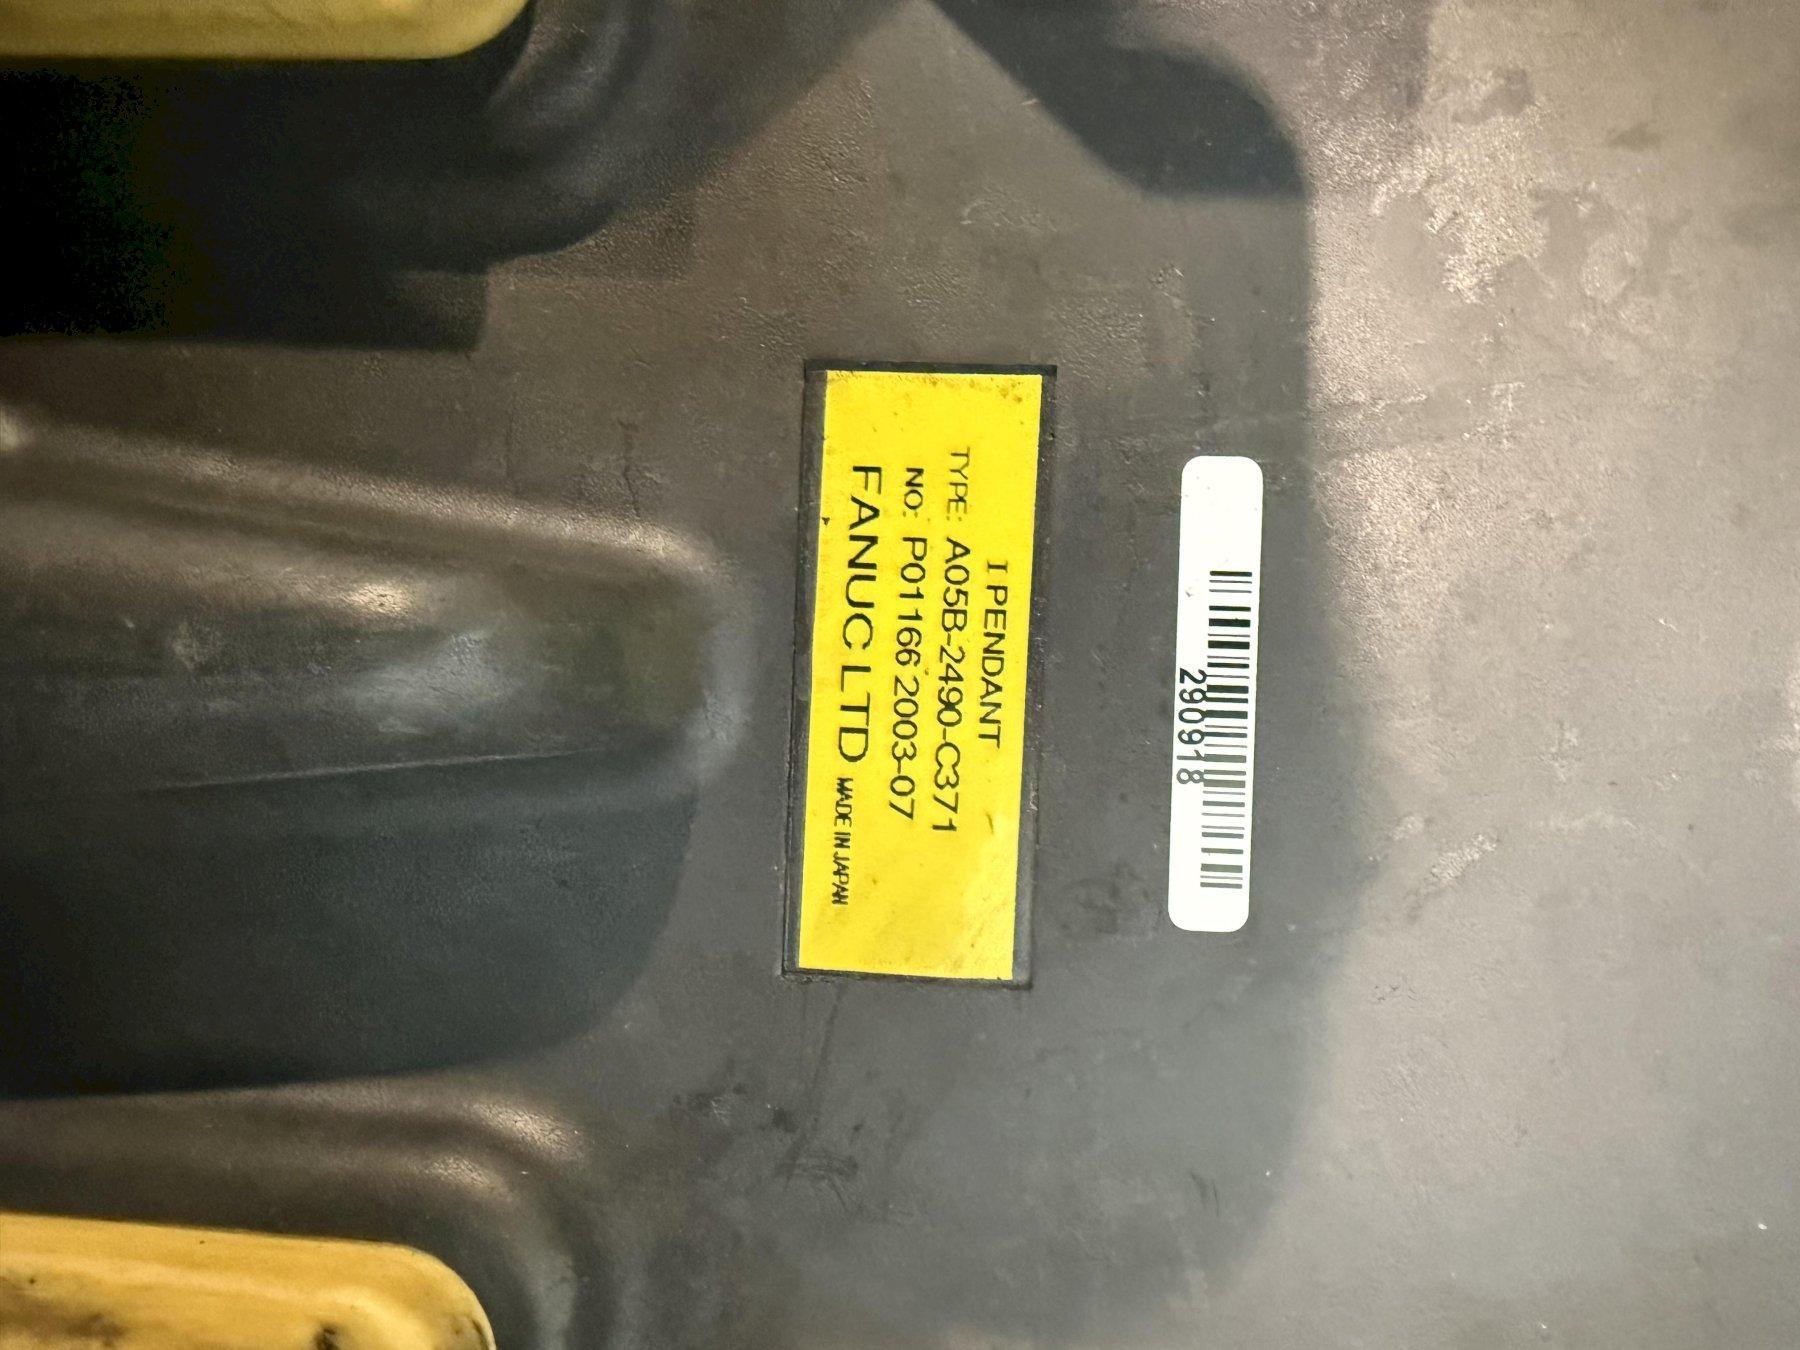 I PENDANT
TYPE: A05B-2490-C371
NO: P01166 2003-07
FANUC LTD MADE IN JAPAN
290918